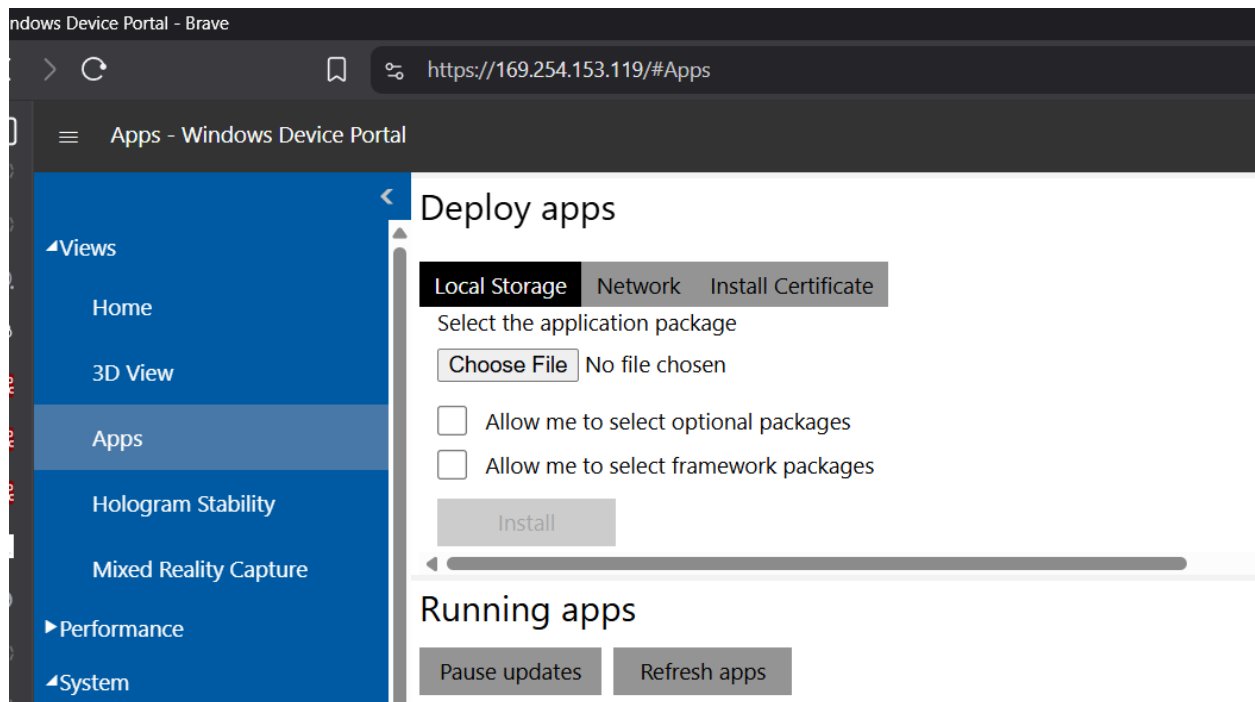 ndows Device Portal - Brave
https://169.254.153.119/#Apps
Apps - Windows Device Portal
Views
Home
3D View
Apps
Hologram Stability
Mixed Reality Capture
Performance
System
Deploy apps
Local Storage Network Install Certificate
Select the application package
Choose File No file chosen
Allow me to select optional packages
Allow me to select framework packages
Install
Running apps
Pause updates Refresh apps